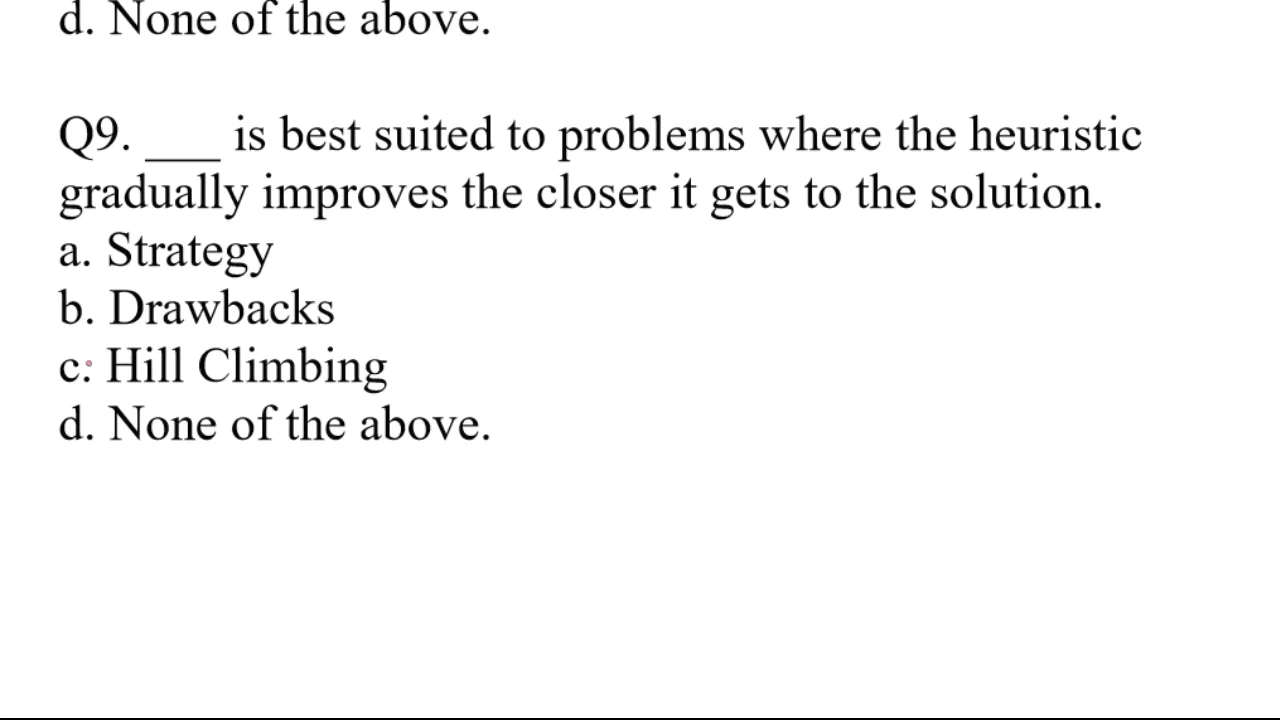 d. None of the above.
Q9. ___ is best suited to problems where the heuristic
gradually improves the closer it gets to the solution.
a. Strategy
b. Drawbacks
c. Hill Climbing
d. None of the above.